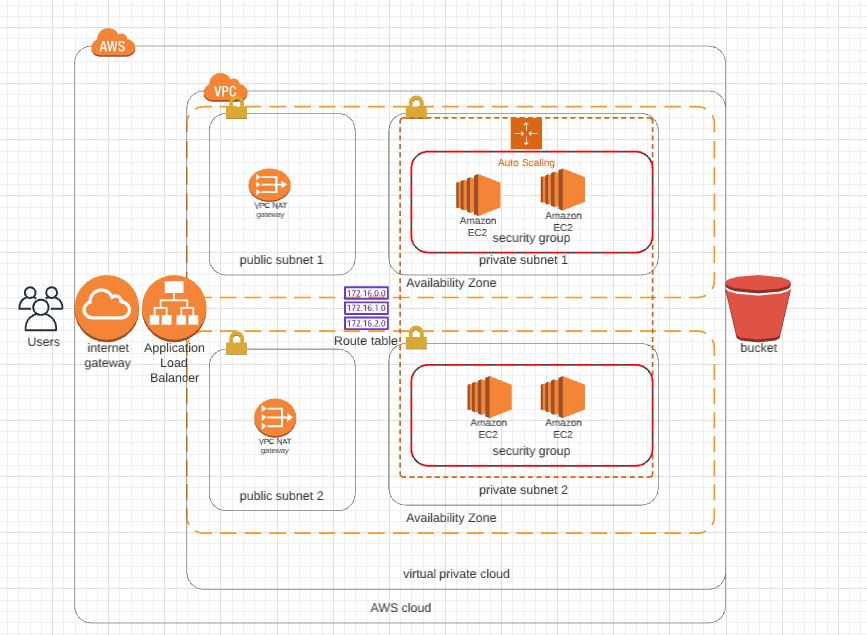 AWS
VPC
Auto Scaling
VPC NAT
gateway
Amazon
EC2
Amazon
EC2
security group
public subnet 1
private subnet 1
Availability Zone
172.16.0.0
172.16.1.0
172.16.2.0
Route table
Users
internet
gateway
Application
Load
Balander
bucket
VPC NAT
gateway
Amazon
EC2
Amazon
EC2
security group
public subnet 2
private subnet 2
Availability Zone
virtual private cloud
AWS cloud